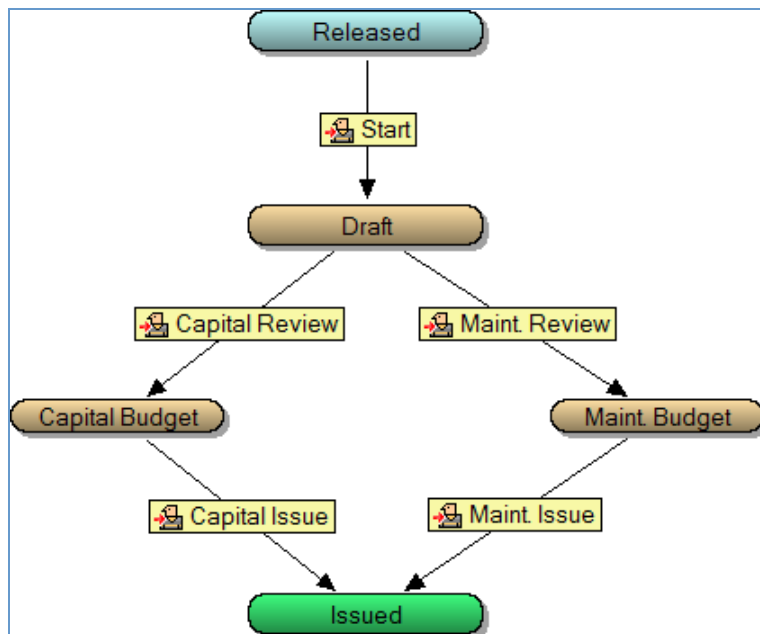 Released
Start
Draft
Capital Review
Maint. Review
Capital Budget
Maint. Budget
Capital Issue
Maint. Issue
Issued